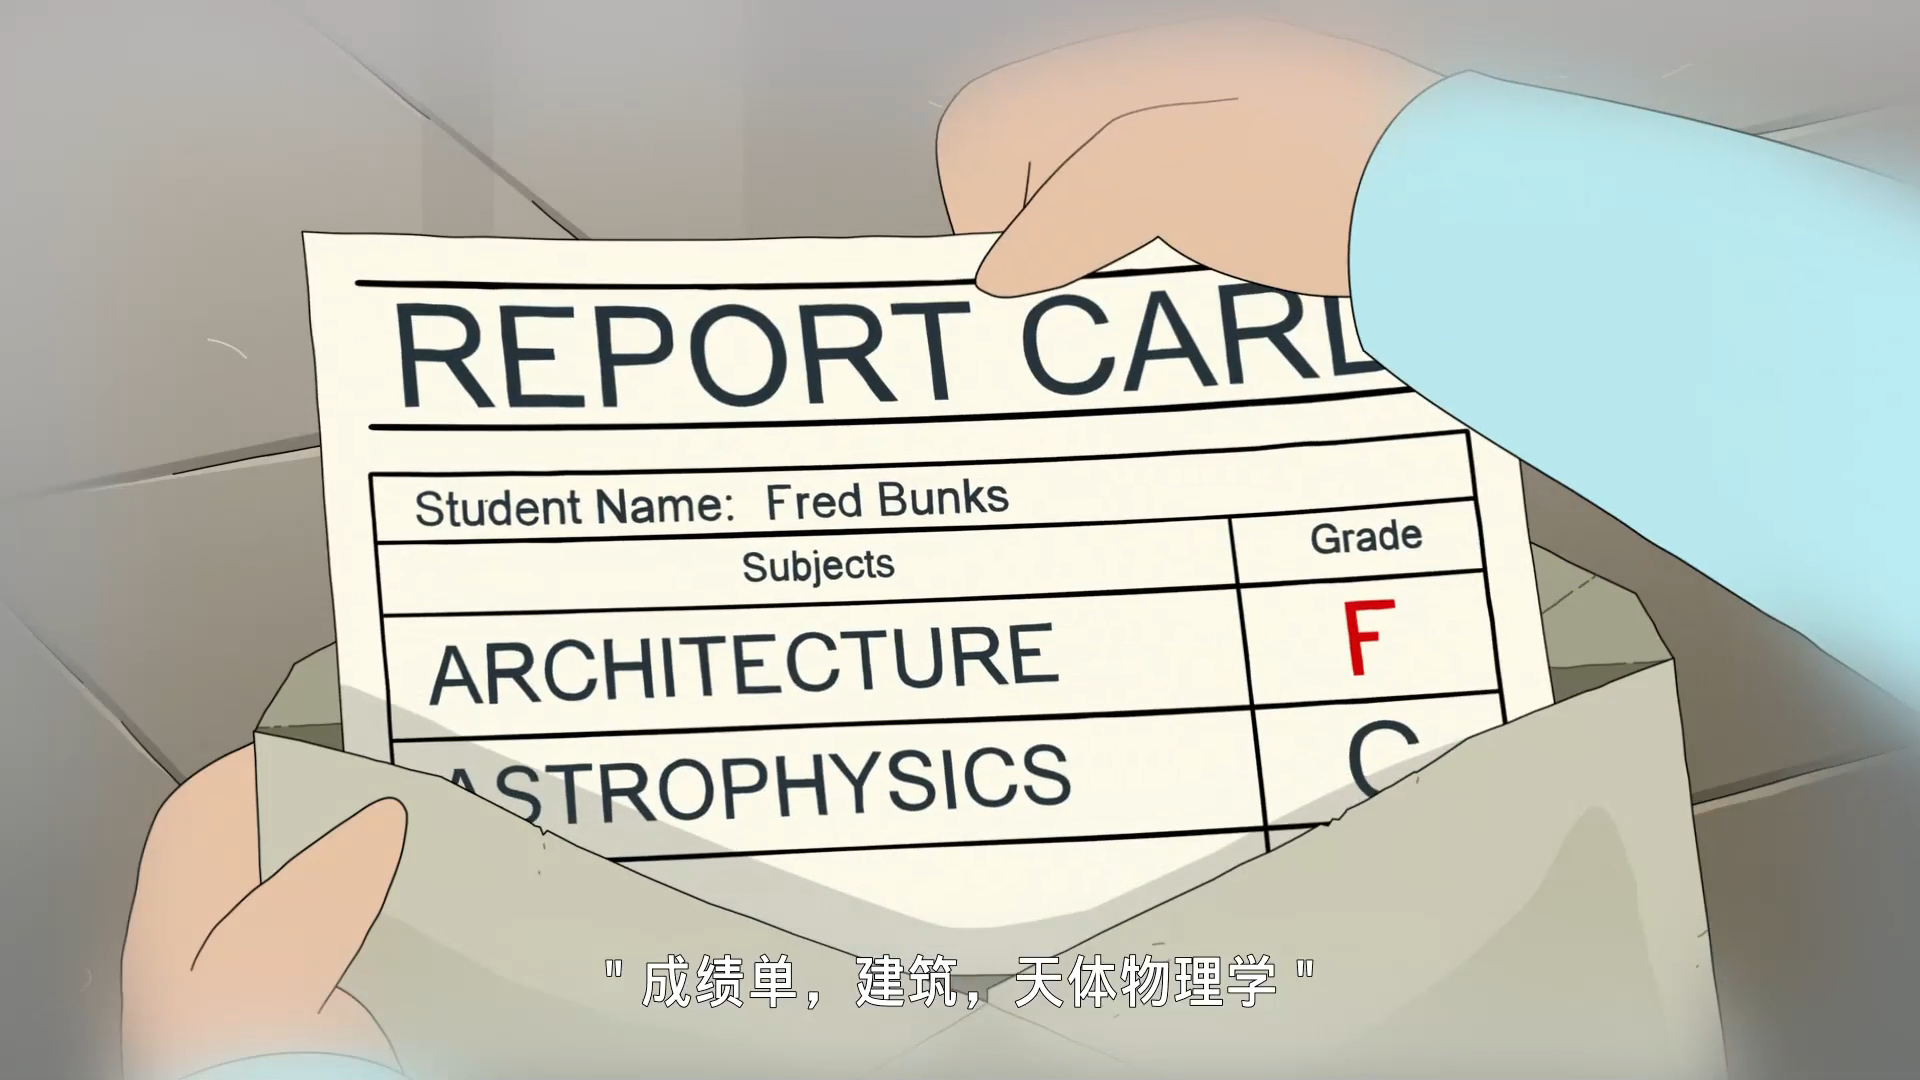 REPORT CARD
Student Name: Fred Bunks
Subjects Grade
ARCHITECTURE F
ASTROPHYSICS C
"成绩单，建筑，天体物理学"